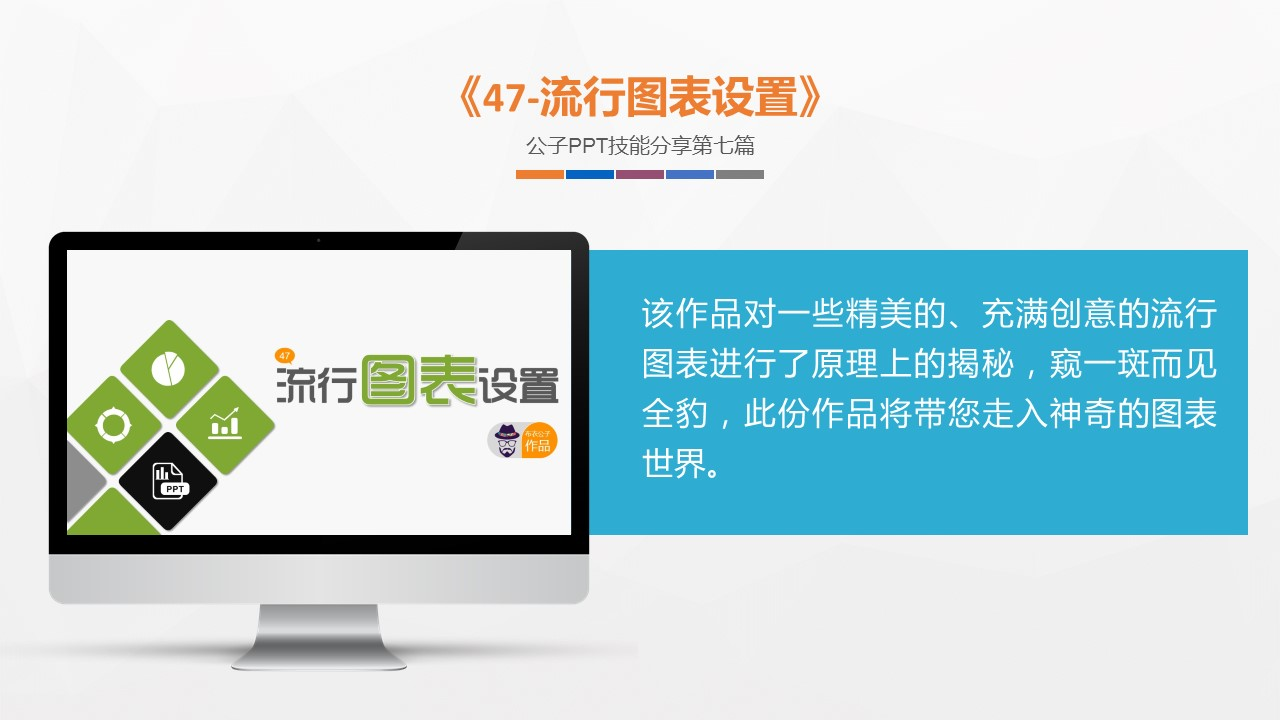 《47-流行图表设置》
公子PPT技能分享第七篇
47
流行图表设置
布衣公子
作品
PPT
该作品对一些精美的、充满创意的流行
图表进行了原理上的揭秘，窥一斑而见
全豹，此份作品将带您走入神奇的图表
世界。